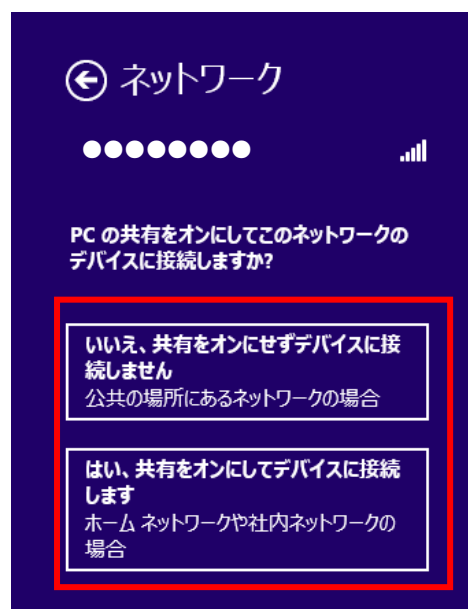 ネットワーク
●●●●●●●●
PC の共有をオンにしてこのネットワークの
デバイスに接続しますか?
いいえ、共有をオンにせずデバイスに接
続しません
公共の場所にあるネットワークの場合
はい、共有をオンにしてデバイスに接続
します
ホーム ネットワークや社内ネットワークの
場合